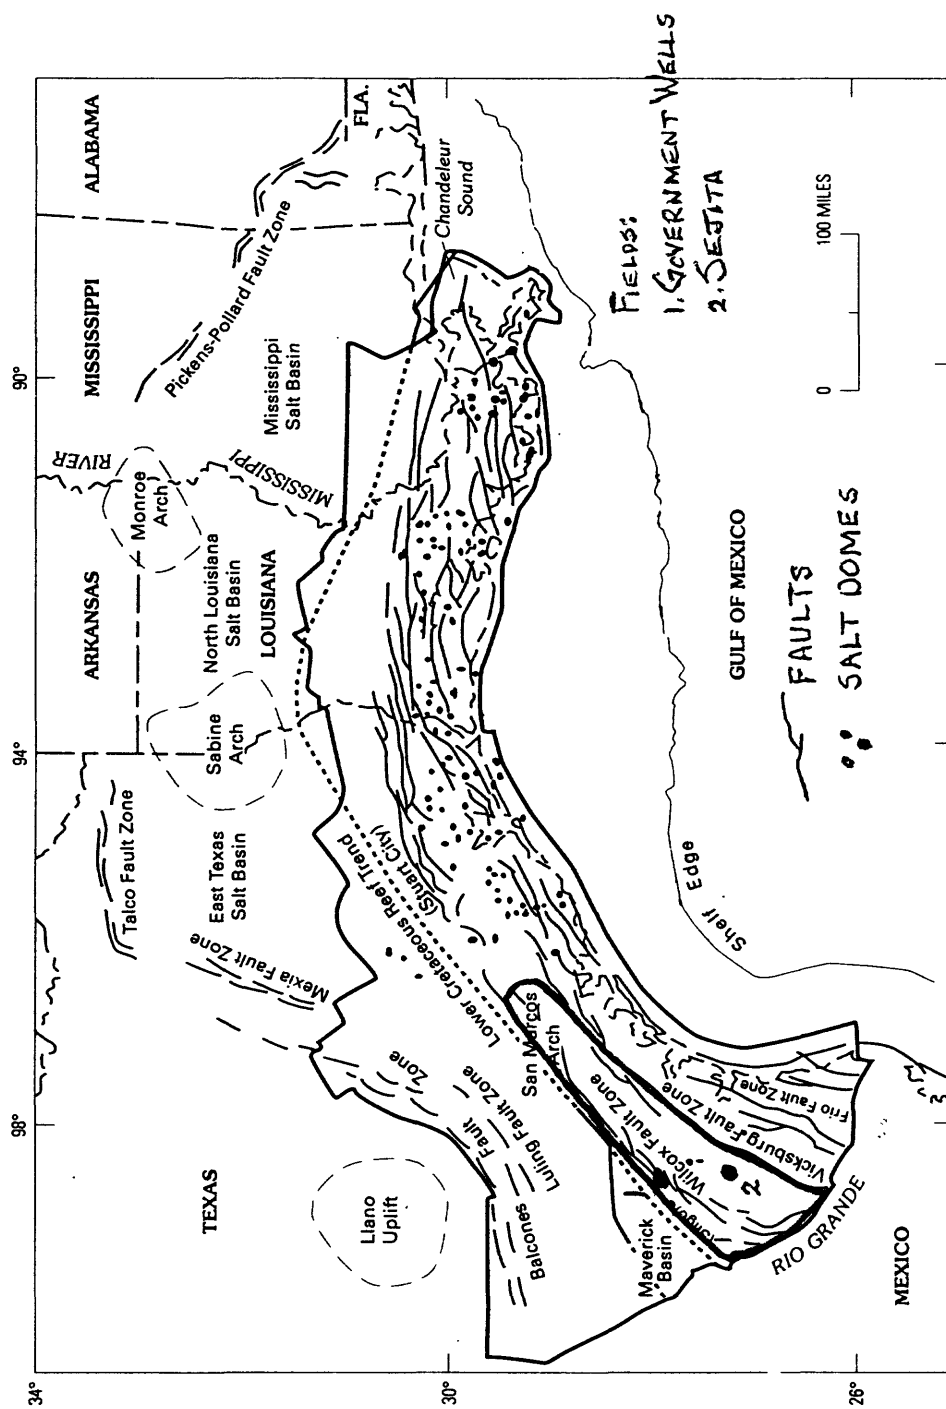 34°
30°
26°
98°
94°
90°
TEXAS
ARKANSAS
MISSISSIPPI
ALABAMA
FLA.
LOUISIANA
MEXICO
GULF OF MEXICO
RIO GRANDE
MISSISSIPPI
RIVER
Talco Fault Zone
East Texas
Salt Basin
Mexia Fault Zone
Sabine
Arch
North Louisiana
Salt Basin
Monroe
Arch
Mississippi
Salt Basin
Pickens-Pollard Fault Zone
Chandeleur
Sound
Llano
Uplift
Balcones
Fault
Zone
Luling Fault Zone
Lower Cretaceous Reef Trend
(Stuart City)
San Marcos
Arch
Maverick
Basin
Wilcox Fault Zone
Vicksburg Fault Zone
Frio Fault Zone
2
Shelf Edge
FAULTS
SALT DOMES
FIELDS:
1. GOVERNMENT WELLS
2. SEJITA
0
100 MILES